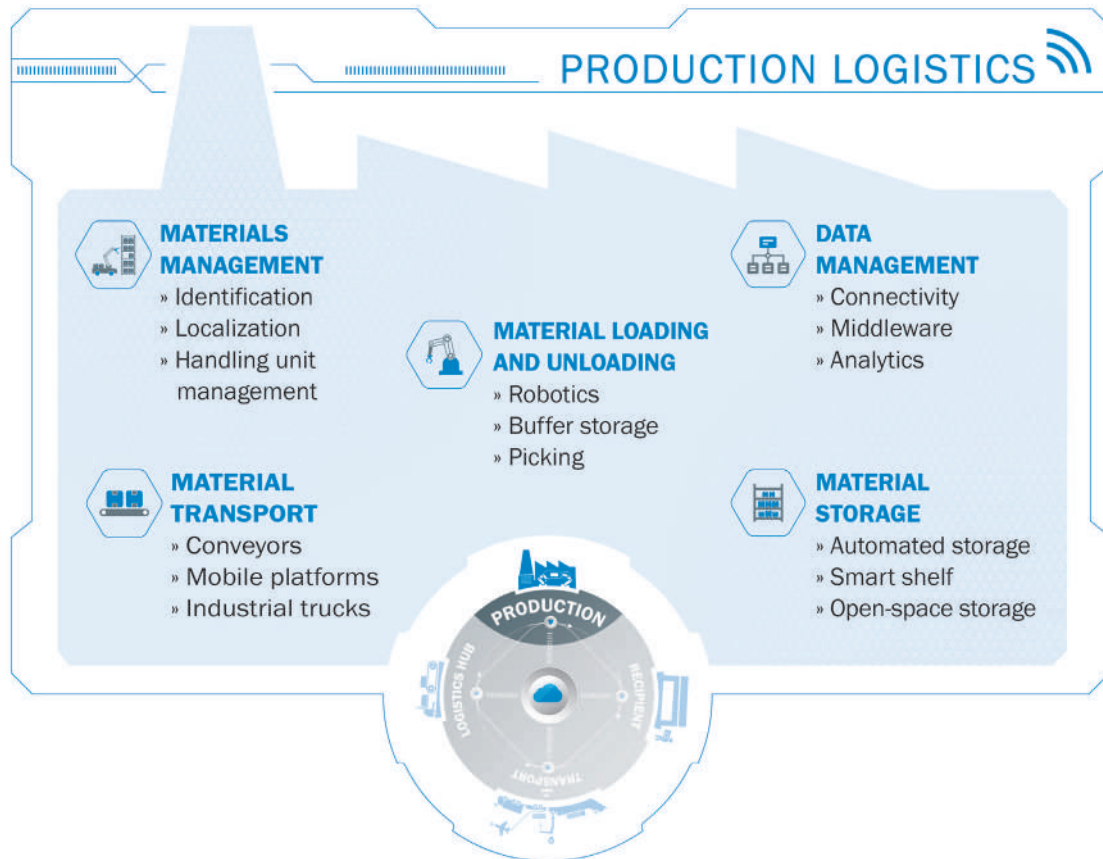 PRODUCTION LOGISTICS
MATERIALS
MANAGEMENT
» Identification
» Localization
» Handling unit
management
MATERIAL LOADING
AND UNLOADING
» Robotics
» Buffer storage
» Picking
DATA
MANAGEMENT
» Connectivity
» Middleware
» Analytics
MATERIAL
TRANSPORT
» Conveyors
» Mobile platforms
» Industrial trucks
MATERIAL
STORAGE
» Automated storage
» Smart shelf
» Open-space storage
PRODUCTION
LOGISTICS HUB
RECIPIENT
TRANSPORT